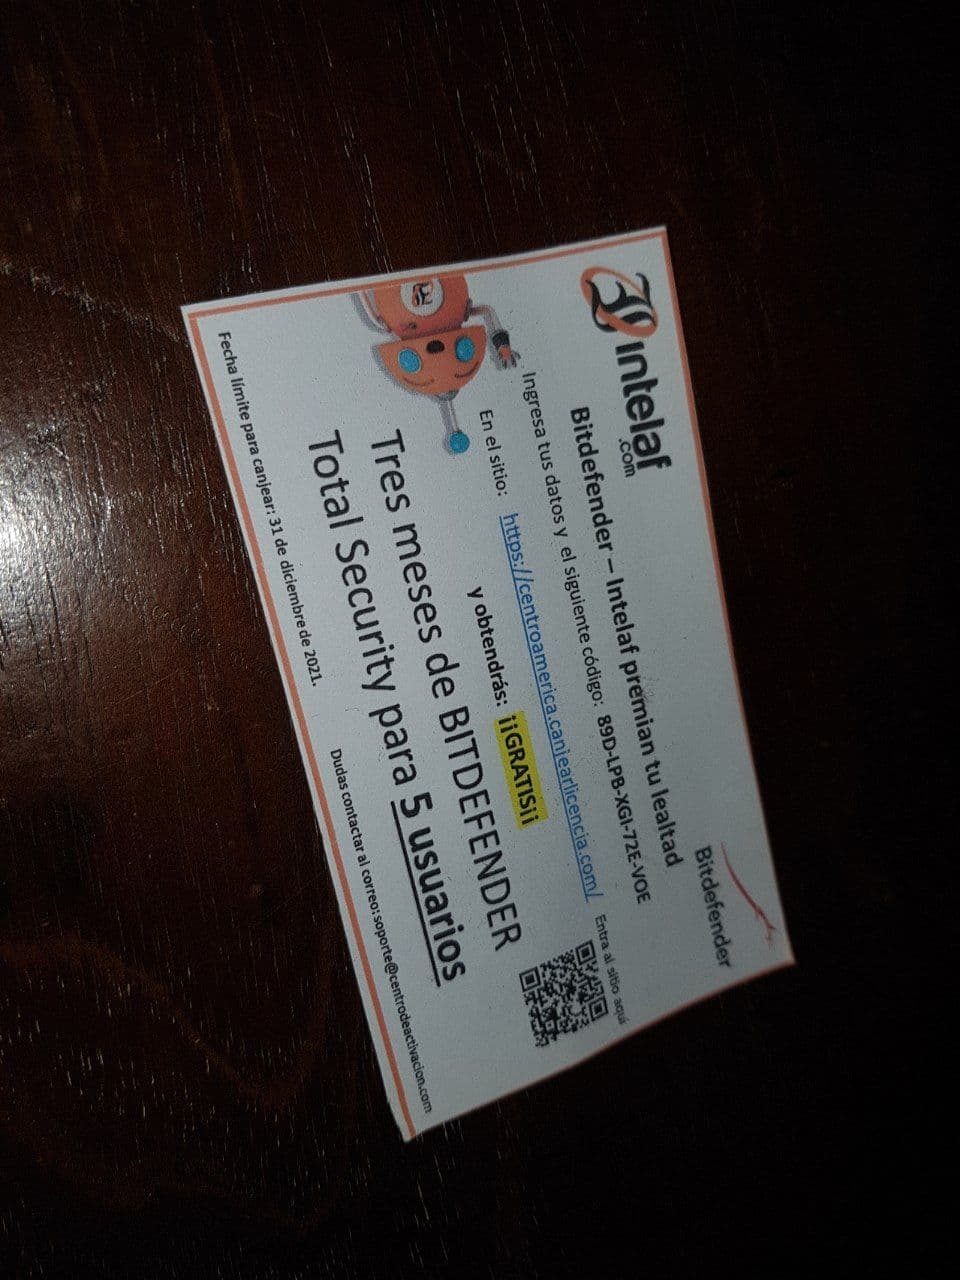 intelaf
.com
Bitdefender
Bitdefender – Intelaf premian tu lealtad
Ingresa tus datos y el siguiente código: 89D-LPB-XGI-72E-VOE
En el sitio: https://centroamerica.canjearlicencia.com/
Entra al sitio aquí
y obtendrás: ¡¡GRATIS¡¡
Tres meses de BITDEFENDER
Total Security para 5 usuarios
Fecha límite para canjear: 31 de diciembre de 2021.
Dudas contactar al correo: soporte@centrodeactivacion.com